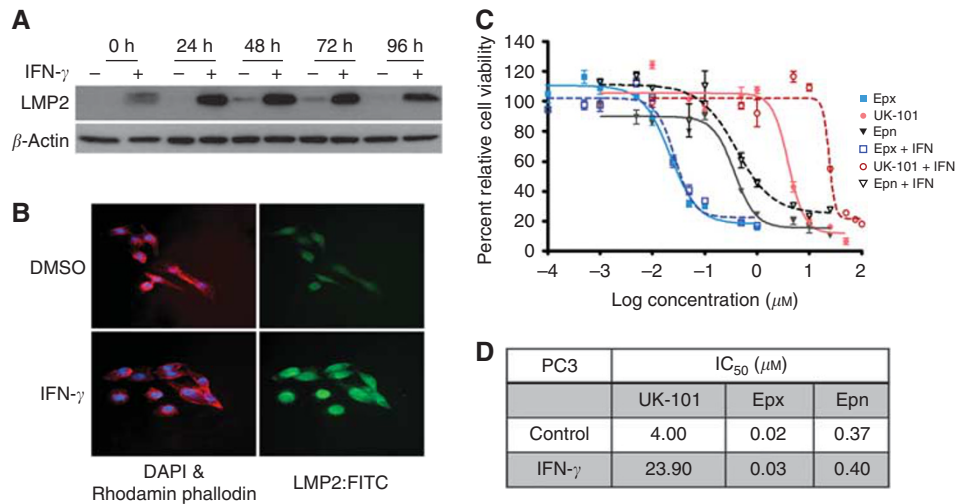 A
0 h 24 h 48 h 72 h 96 h
IFN-γ – + – + – + – + – +
LMP2
β-Actin
B
DMSO
IFN-γ
DAPI &
Rhodamin phallodin
LMP2:FITC
C
Percent relative cell viability
140
120
100
80
60
40
20
0
–4 –3 –2 –1 0 1 2
Log concentration (μM)
Epx
UK-101
Epn
Epx + IFN
UK-101 + IFN
Epn + IFN
D
PC3 IC50 (μM)
UK-101 Epx Epn
Control 4.00 0.02 0.37
IFN-γ 23.90 0.03 0.40